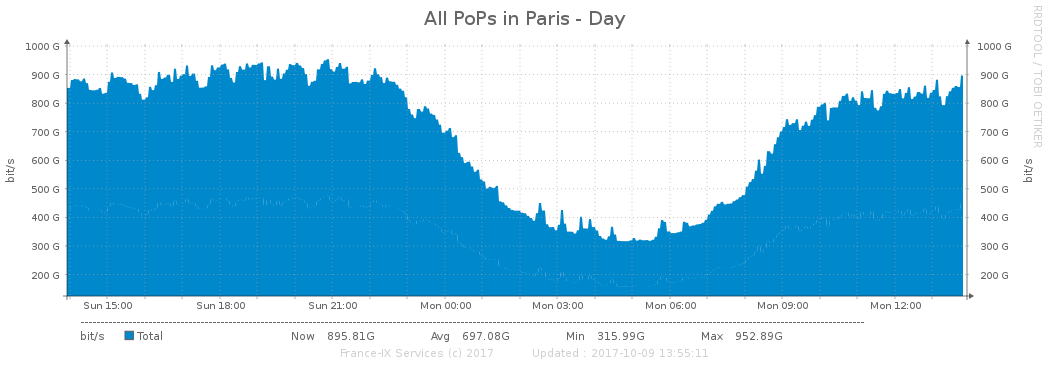 All PoPs in Paris - Day
RRDTOOL / TOBI OETIKER
1000 G 1000 G
900 G 900 G
800 G 800 G
700 G 700 G
600 G 600 G
500 G 500 G
400 G 400 G
300 G 300 G
200 G 200 G
bit/s bit/s
Sun 15:00 Sun 18:00 Sun 21:00 Mon 00:00 Mon 03:00 Mon 06:00 Mon 09:00 Mon 12:00
bit/s Total Now 895.81G Avg 697.08G Min 315.99G Max 952.89G
France-IX Services (c) 2017 Updated : 2017-10-09 13:55:11